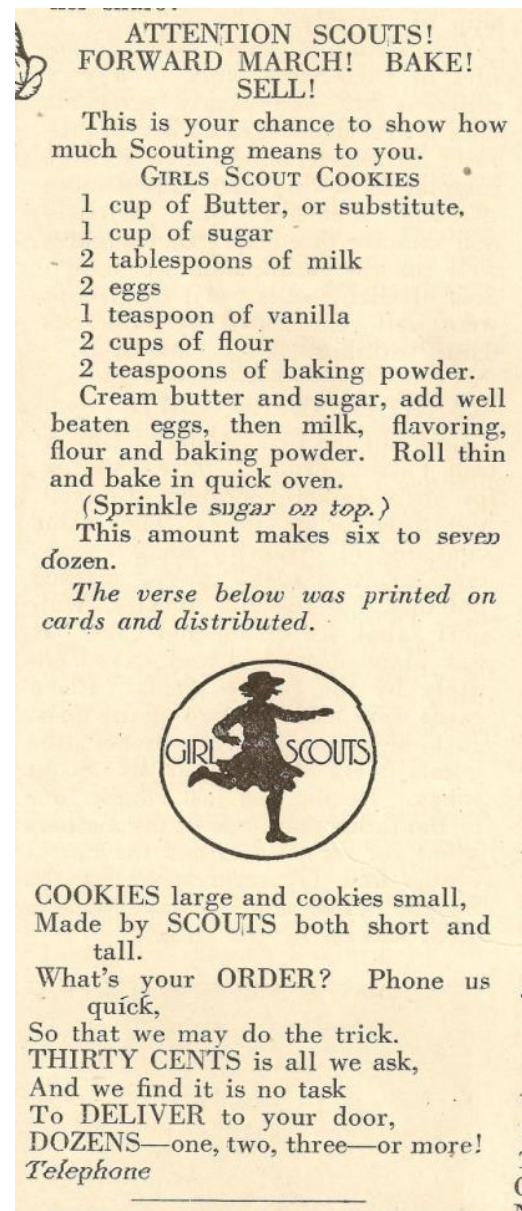 ATTENTION SCOUTS!
FORWARD MARCH! BAKE!
SELL!
This is your chance to show how
much Scouting means to you.
GIRLS SCOUT COOKIES
1 cup of Butter, or substitute,
1 cup of sugar
2 tablespoons of milk
2 eggs
1 teaspoon of vanilla
2 cups of flour
2 teaspoons of baking powder.
Cream butter and sugar, add well
beaten eggs, then milk, flavoring,
flour and baking powder. Roll thin
and bake in quick oven.
(Sprinkle sugar on top.)
This amount makes six to seven
dozen.
The verse below was printed on
cards and distributed.
GIRL SCOUTS
COOKIES large and cookies small,
Made by SCOUTS both short and
tall.
What's your ORDER? Phone us
quick,
So that we may do the trick.
THIRTY CENTS is all we ask,
And we find it is no task
To DELIVER to your door,
DOZENS—one, two, three—or more!
Telephone